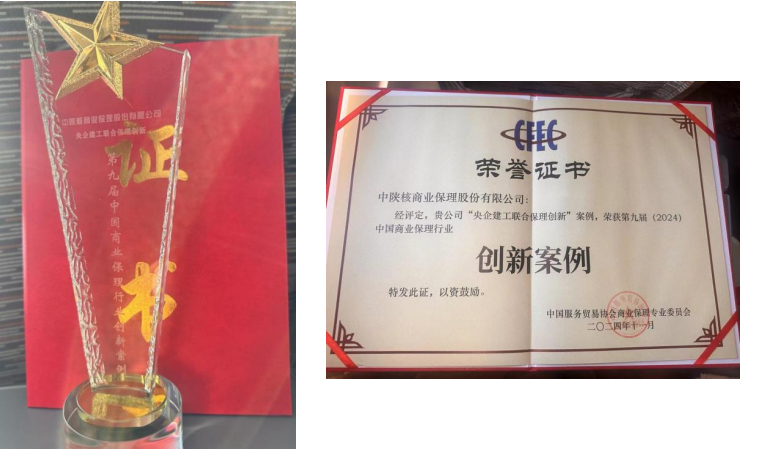 中陕核商业保理股份有限公司
央企建工联合保理创新
第九届中国商业保理行业创新案例
证书
CFEC
荣誉证书
中陕核商业保理股份有限公司：
经评定，贵公司“央企建工联合保理创新”案例，荣获第九届（2024）
中国商业保理行业
创新案例
特发此证，以资鼓励。
中国服务贸易协会商业保理专业委员会
二〇二四年十一月